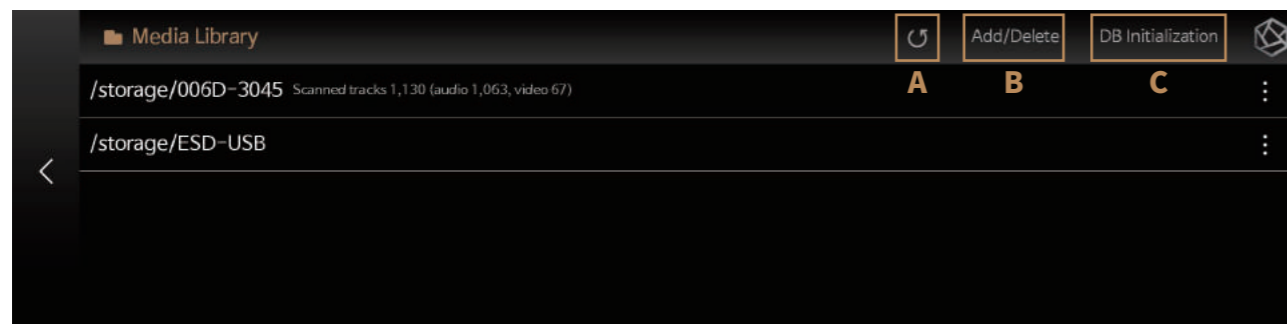 Media Library Add/Delete DB Initialization
A B C
/storage/006D-3045 Scanned tracks 1,130 (audio 1,063, video 67)
/storage/ESD-USB